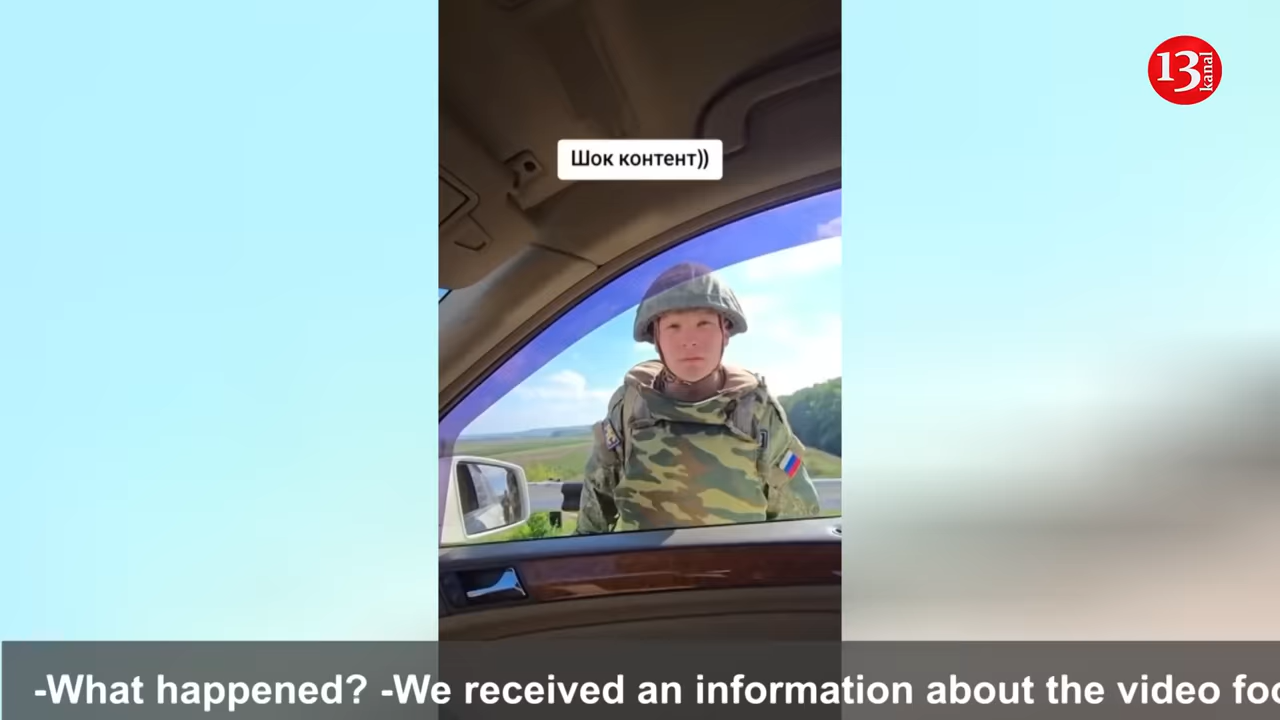 13 kanal
Шок контент))
-What happened? -We received an information about the video foo